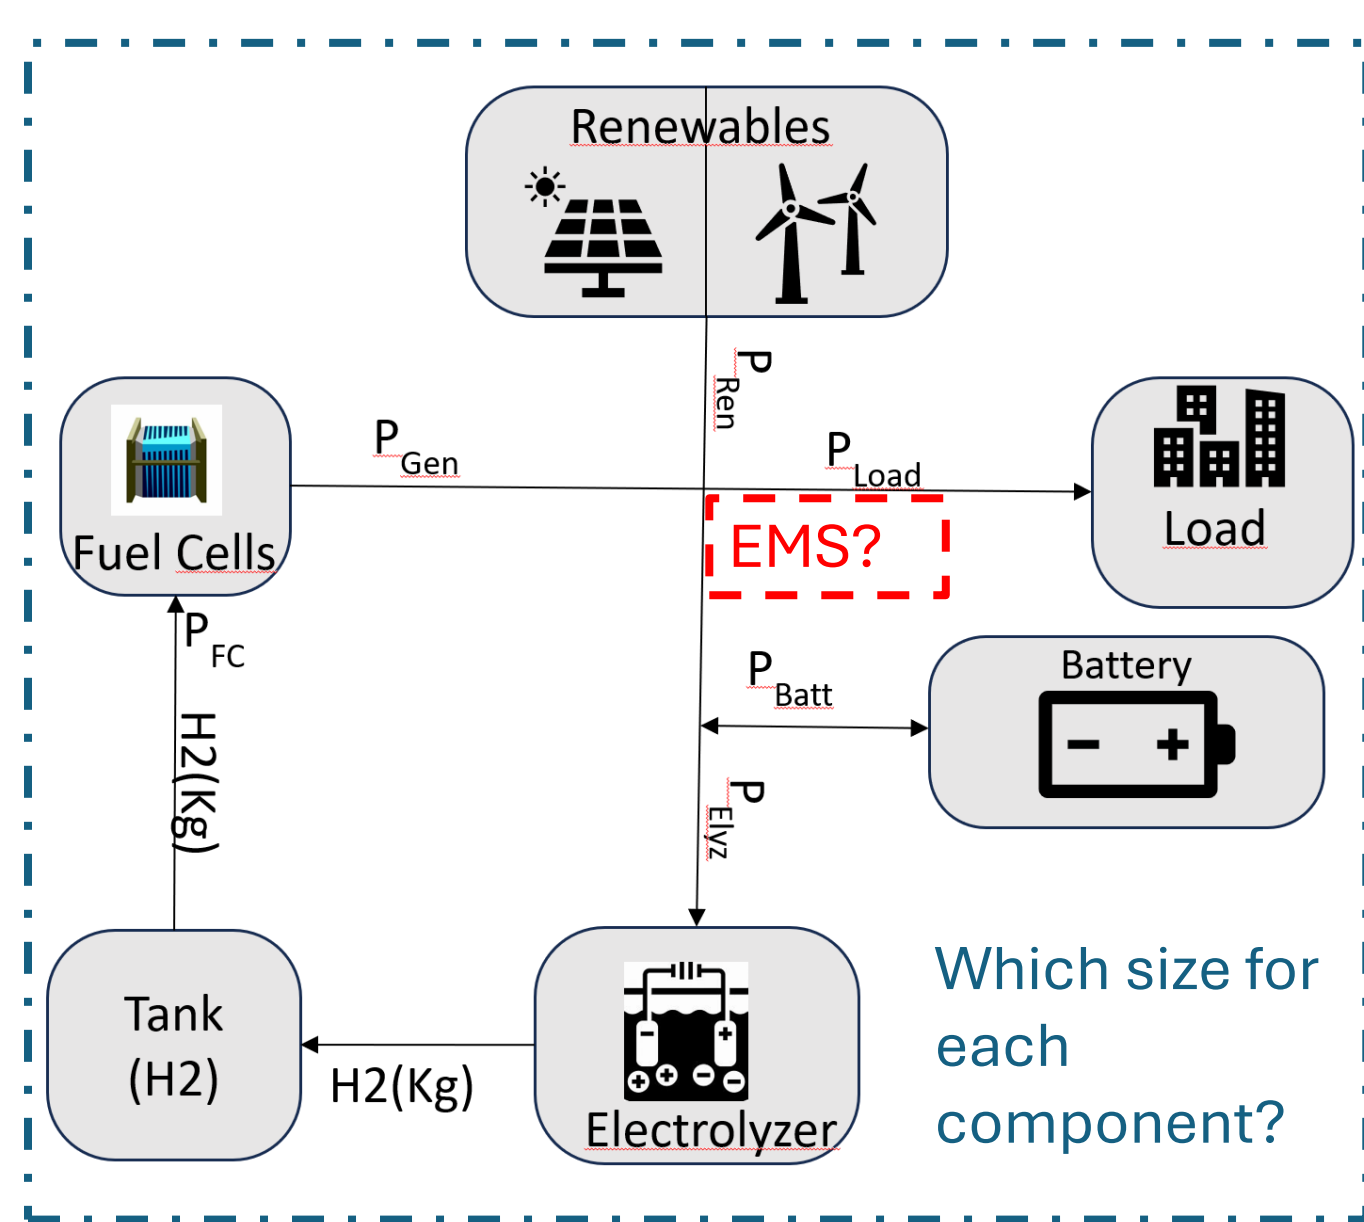 Renewables
P
Ren
P
Gen
P
Load
Fuel Cells
Load
EMS?
P
FC
H2(Kg)
P
Batt
Battery
P
Elyz
Tank
(H2)
H2(Kg)
Electrolyzer
Which size for
each
component?